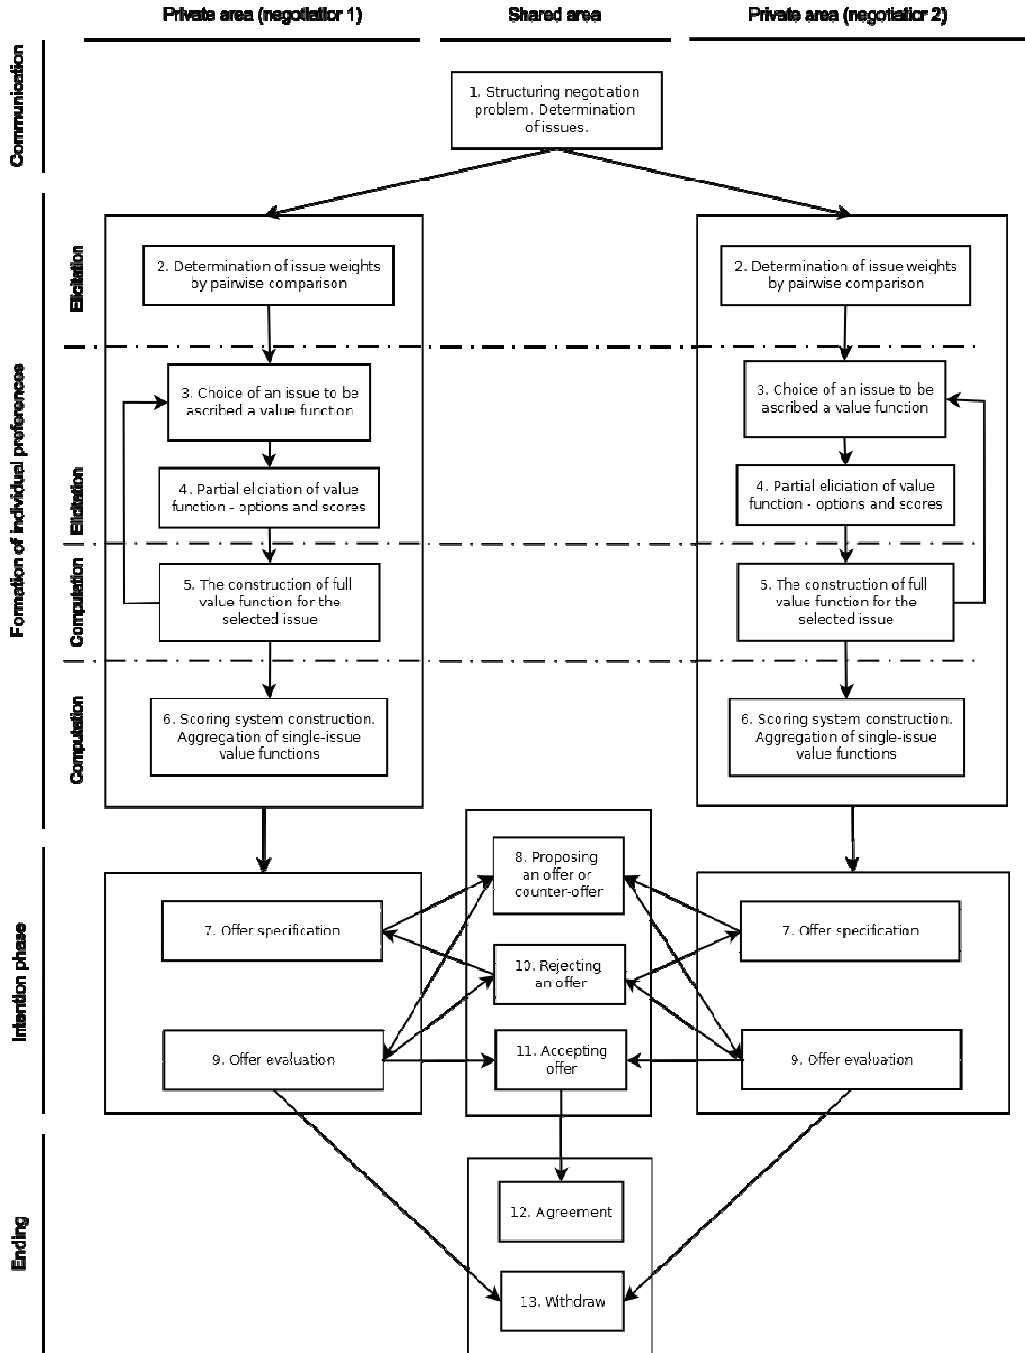 Private area (negotiatior 1)
Shared area
Private area (negotiatior 2)
Communication
1. Structuring negotiation
problem. Determination
of issues.
Formation of individual preferences
Elicitation
2. Determination of issue weights
by pairwise comparison
2. Determination of issue weights
by pairwise comparison
Elicitation
3. Choice of an issue to be
ascribed a value function
3. Choice of an issue to be
ascribed a value function
4. Partial eliciation of value
function - options and scores
4. Partial eliciation of value
function - options and scores
Computation
5. The construction of full
value function for the
selected issue
5. The construction of full
value function for the
selected issue
Computation
6. Scoring system construction.
Aggregation of single-issue
value functions
6. Scoring system construction.
Aggregation of single-issue
value functions
Intention phase
8. Proposing
an offer or
counter-offer
7. Offer specification
7. Offer specification
10. Rejecting
an offer
9. Offer evaluation
11. Accepting
offer
9. Offer evaluation
Ending
12. Agreement
13. Withdraw